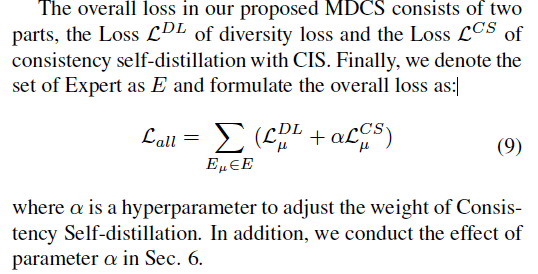 The overall loss in our proposed MDCS consists of two
parts, the Loss $\mathcal{L}^{DL}$ of diversity loss and the Loss $\mathcal{L}^{CS}$ of
consistency self-distillation with CIS. Finally, we denote the
set of Expert as $E$ and formulate the overall loss as:
$\mathcal{L}_{all} = \sum_{E_{\mu} \in E} (\mathcal{L}_{\mu}^{DL} + \alpha \mathcal{L}_{\mu}^{CS})$ (9)
where $\alpha$ is a hyperparameter to adjust the weight of Consis-
tency Self-distillation. In addition, we conduct the effect of
parameter $\alpha$ in Sec. 6.